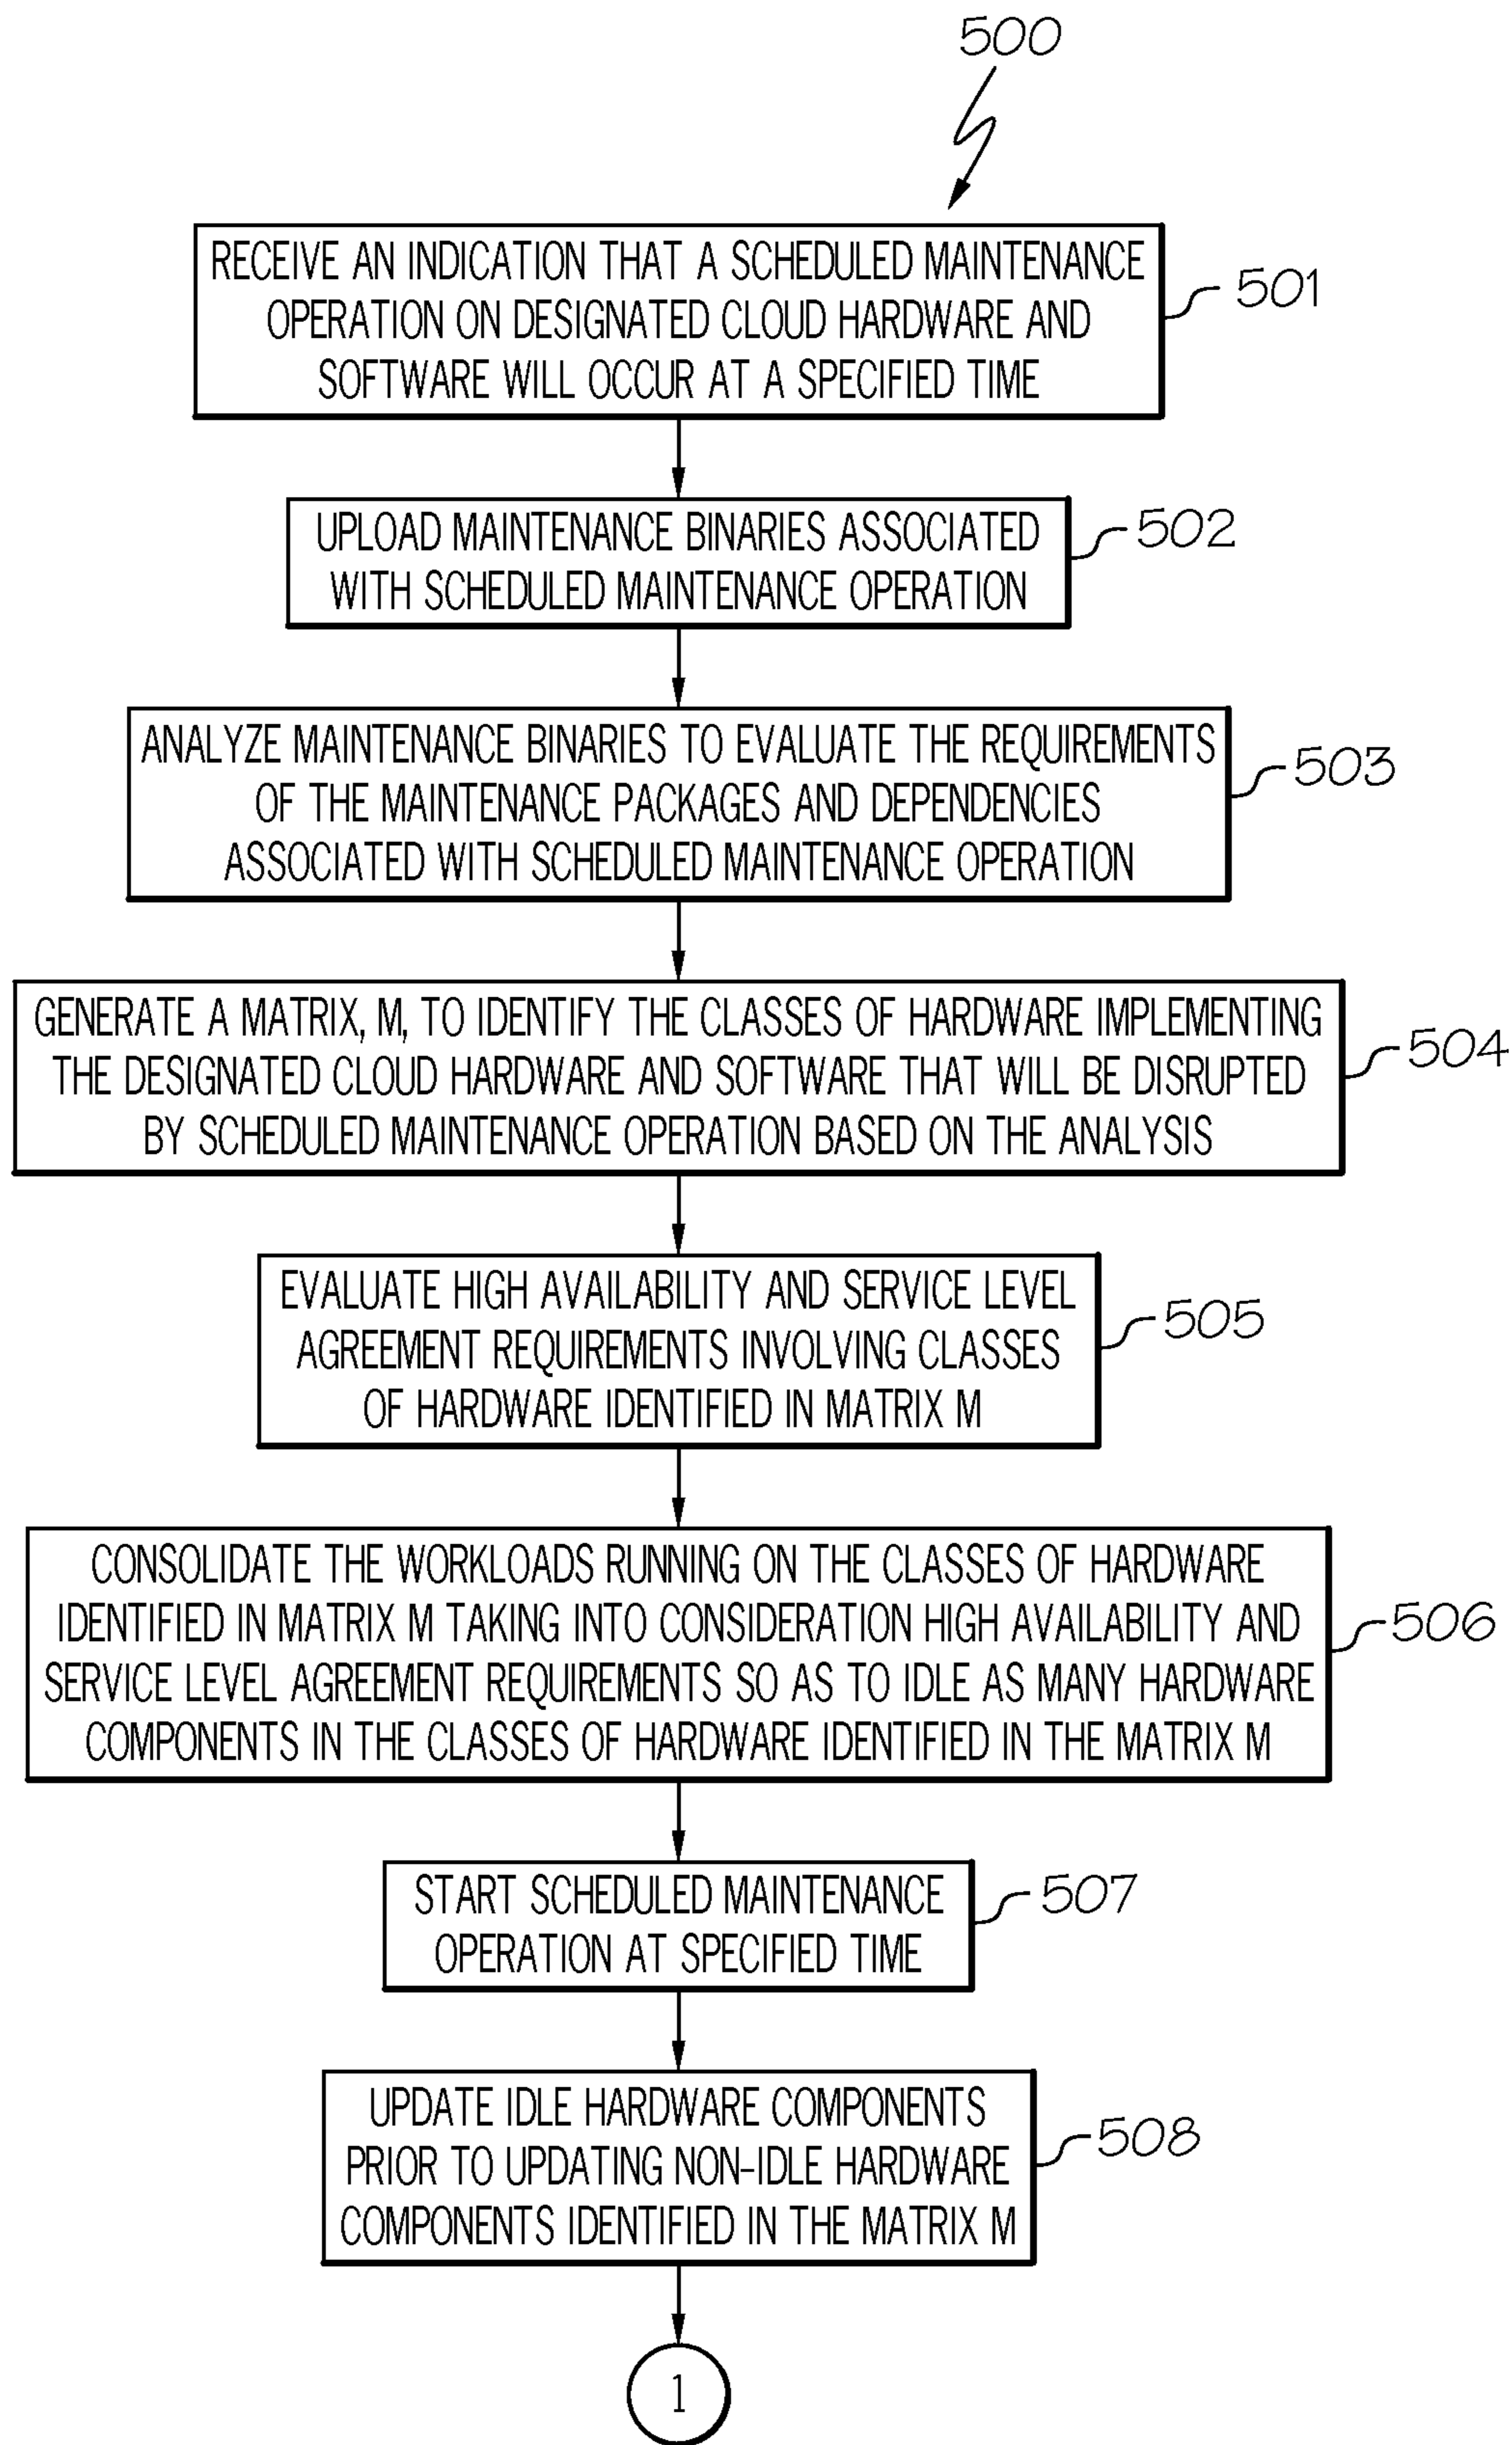 500
RECEIVE AN INDICATION THAT A SCHEDULED MAINTENANCE
OPERATION ON DESIGNATED CLOUD HARDWARE AND
SOFTWARE WILL OCCUR AT A SPECIFIED TIME
501
UPLOAD MAINTENANCE BINARIES ASSOCIATED
WITH SCHEDULED MAINTENANCE OPERATION
502
ANALYZE MAINTENANCE BINARIES TO EVALUATE THE REQUIREMENTS
OF THE MAINTENANCE PACKAGES AND DEPENDENCIES
ASSOCIATED WITH SCHEDULED MAINTENANCE OPERATION
503
GENERATE A MATRIX, M, TO IDENTIFY THE CLASSES OF HARDWARE IMPLEMENTING
THE DESIGNATED CLOUD HARDWARE AND SOFTWARE THAT WILL BE DISRUPTED
BY SCHEDULED MAINTENANCE OPERATION BASED ON THE ANALYSIS
504
EVALUATE HIGH AVAILABILITY AND SERVICE LEVEL
AGREEMENT REQUIREMENTS INVOLVING CLASSES
OF HARDWARE IDENTIFIED IN MATRIX M
505
CONSOLIDATE THE WORKLOADS RUNNING ON THE CLASSES OF HARDWARE
IDENTIFIED IN MATRIX M TAKING INTO CONSIDERATION HIGH AVAILABILITY AND
SERVICE LEVEL AGREEMENT REQUIREMENTS SO AS TO IDLE AS MANY HARDWARE
COMPONENTS IN THE CLASSES OF HARDWARE IDENTIFIED IN THE MATRIX M
506
START SCHEDULED MAINTENANCE
OPERATION AT SPECIFIED TIME
507
UPDATE IDLE HARDWARE COMPONENTS
PRIOR TO UPDATING NON-IDLE HARDWARE
COMPONENTS IDENTIFIED IN THE MATRIX M
508
1